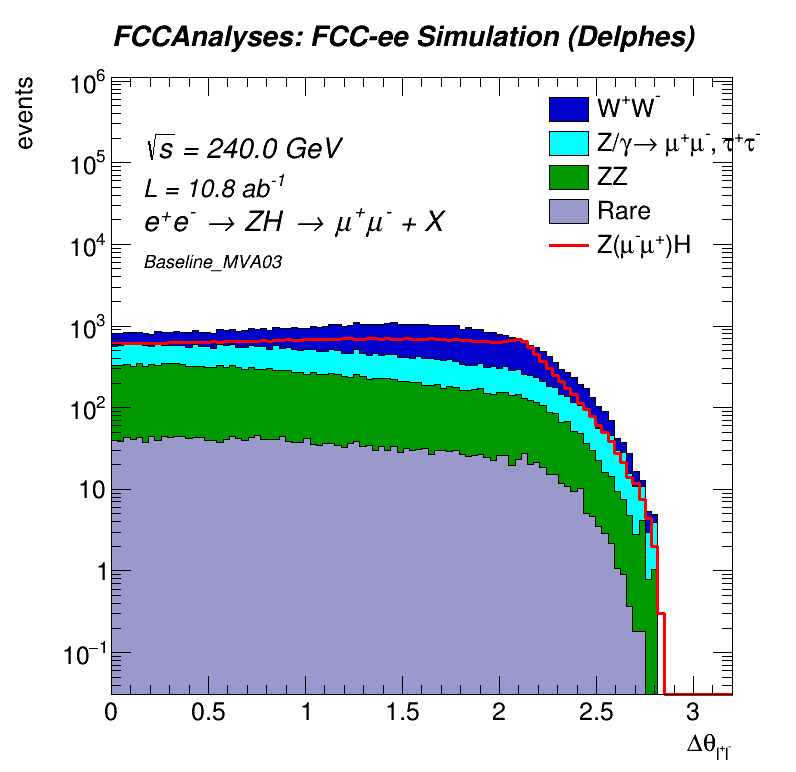 FCCAnalyses: FCC-ee Simulation (Delphes)
events
10⁶
10⁵
10⁴
10³
10²
10
1
10⁻¹
√s = 240.0 GeV
L = 10.8 ab⁻¹
e⁺e⁻ → ZH → μ⁺μ⁻ + X
Baseline_MVA03
W⁺W⁻
Z/γ→ μ⁺μ⁻, τ⁺τ⁻
ZZ
Rare
Z(μ⁻μ⁺)H
0 0.5 1 1.5 2 2.5 3
Δθ_{l⁺l⁻}